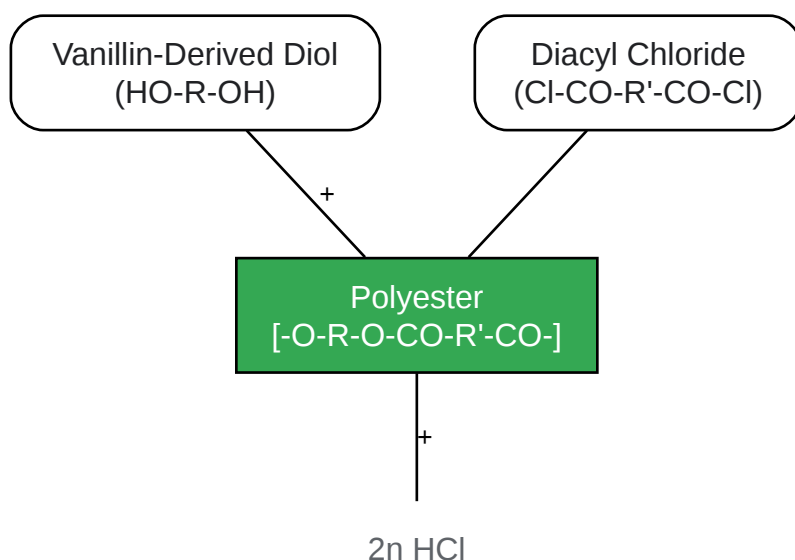 Vanillin-Derived Diol
(HO-R-OH)
Diacyl Chloride
(Cl-CO-R'-CO-Cl)
+
Polyester
[-O-R-O-CO-R'-CO-]
+
2n HCl